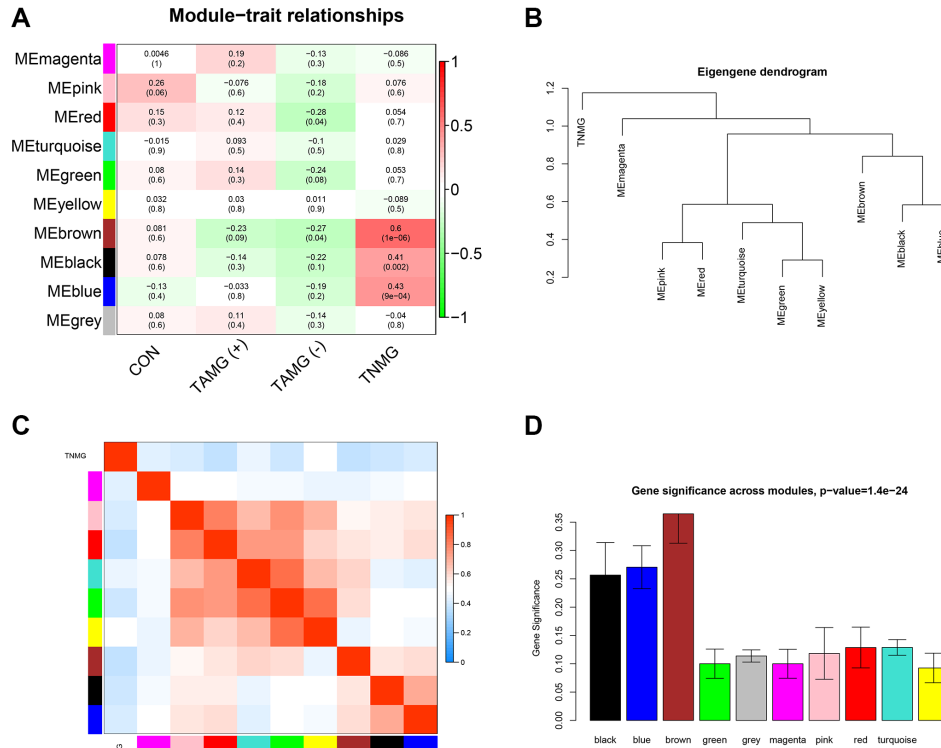 A
Module−trait relationships
MEmagenta 0.0046 0.19 −0.13 −0.086
(1) (0.2) (0.3) (0.5)
MEpink 0.26 −0.076 −0.18 0.076
(0.06) (0.6) (0.2) (0.6)
MEred 0.15 0.12 −0.28 0.054
(0.3) (0.4) (0.04) (0.7)
MEturquoise −0.015 0.093 −0.1 0.029
(0.9) (0.5) (0.5) (0.8)
MEgreen 0.08 0.14 −0.24 0.053
(0.6) (0.3) (0.08) (0.7)
MEyellow 0.032 0.03 0.011 −0.089
(0.8) (0.8) (0.9) (0.5)
MEbrown 0.081 −0.23 −0.27 0.6
(0.6) (0.09) (0.04) (1e−06)
MEblack 0.078 −0.14 −0.22 0.41
(0.6) (0.3) (0.1) (0.002)
MEblue −0.13 −0.033 −0.19 0.43
(0.4) (0.8) (0.2) (9e−04)
MEgrey 0.08 0.11 −0.14 −0.04
(0.6) (0.4) (0.3) (0.8)
CON TAMG (+) TAMG (-) TNMG
1
0.5
0
−0.5
−1
B
Eigengene dendrogram
1.2
1.0
0.8
0.6
0.4
0.2
TNMG
MEmagenta
MEpink
MEred
MEturquoise
MEgreen
MEyellow
MEbrown
MEblack
MEblue
C
TNMG
1
0.8
0.6
0.4
0.2
0
G
D
Gene significance across modules, p−value=1.4e−24
Gene Significance
0.35
0.30
0.25
0.20
0.15
0.10
0.05
0.00
black blue brown green grey magenta pink red turquoise